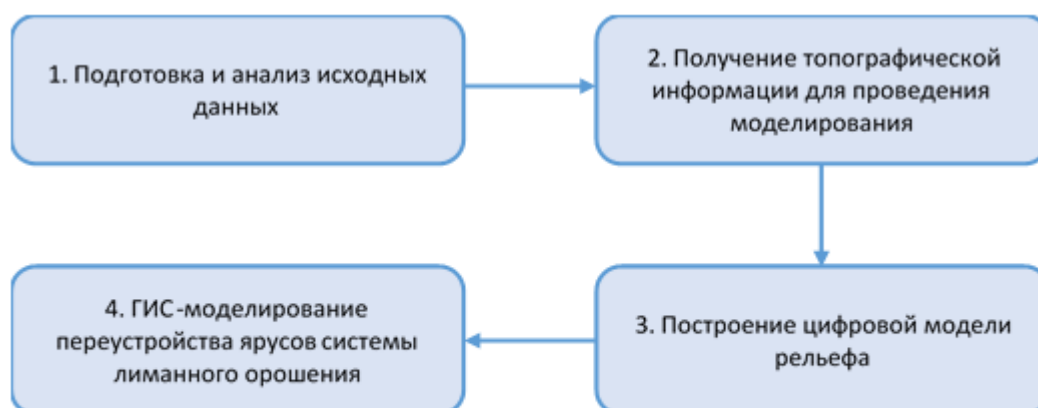 1. Подготовка и анализ исходных
данных
2. Получение топографической
информации для проведения
моделирования
3. Построение цифровой модели
рельефа
4. ГИС-моделирование
переустройства ярусов системы
лиманного орошения